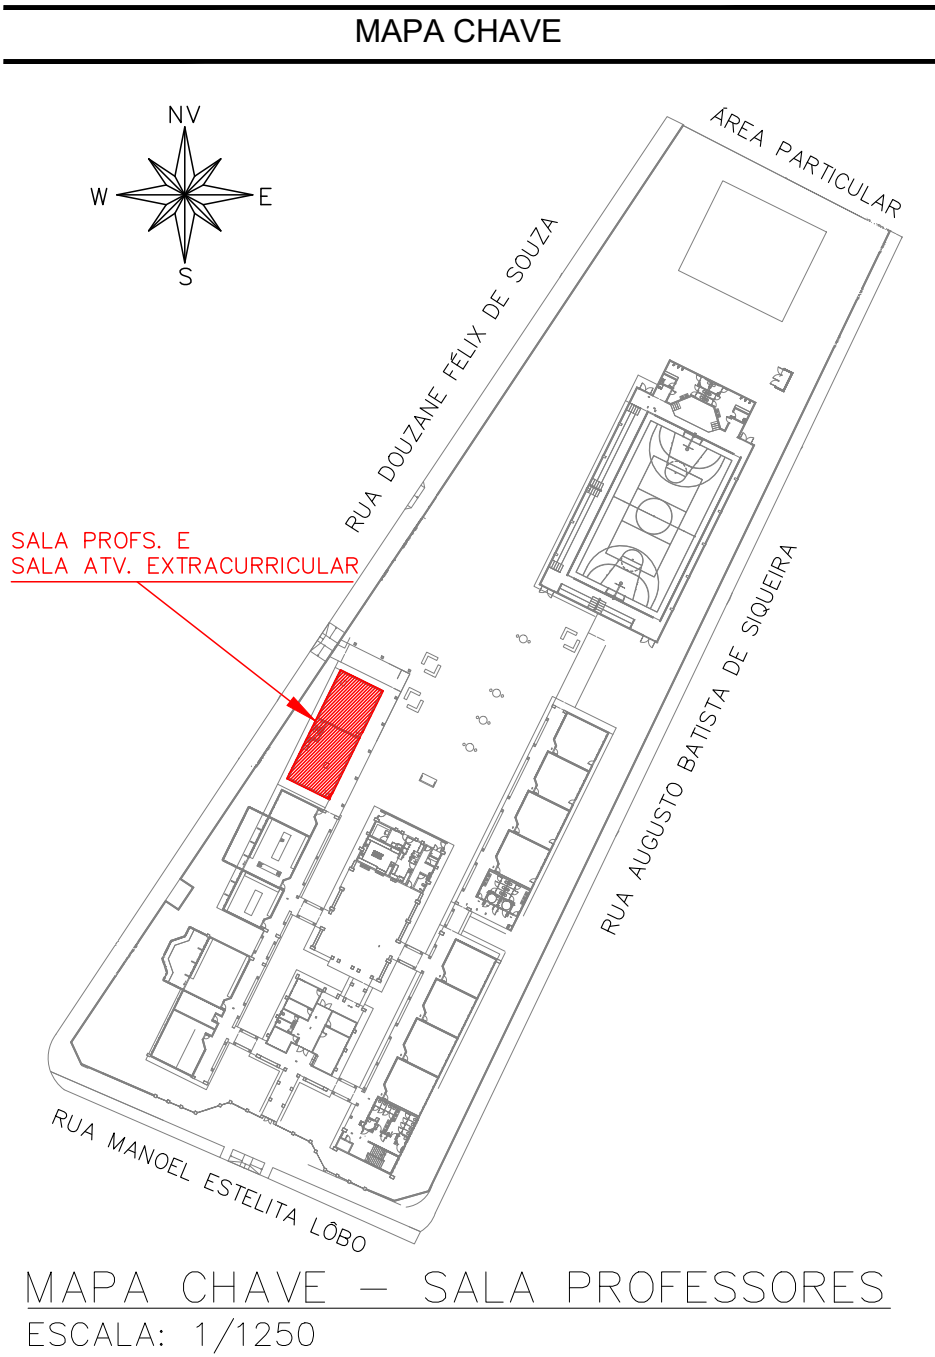 MAPA CHAVE
NV
W
E
S
ÁREA PARTICULAR
RUA DOUZANE FÉLIX DE SOUZA
SALA PROFS. E
SALA ATV. EXTRACURRICULAR
RUA AUGUSTO BATISTA DE SIQUEIRA
RUA MANOEL ESTELITA LÔBO
MAPA CHAVE – SALA PROFESSORES
ESCALA: 1/1250